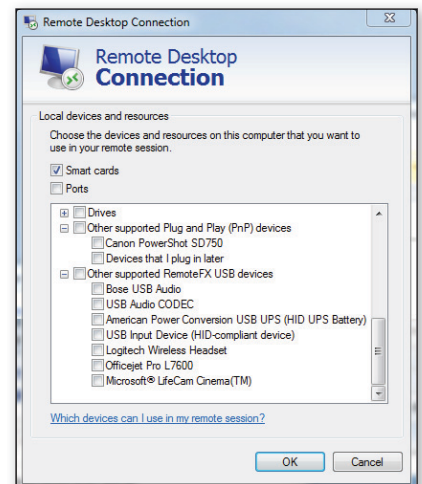 Remote Desktop Connection
Remote Desktop
Connection
Local devices and resources
Choose the devices and resources on this computer that you want to
use in your remote session.
Smart cards
Ports
Drives
Other supported Plug and Play (PnP) devices
Canon PowerShot SD750
Devices that I plug in later
Other supported RemoteFX USB devices
Bose USB Audio
USB Audio CODEC
American Power Conversion USB UPS (HID UPS Battery)
USB Input Device (HID-compliant device)
Logitech Wireless Headset
Officejet Pro L7600
Microsoft® LifeCam Cinema(TM)
Which devices can I use in my remote session?
OK Cancel